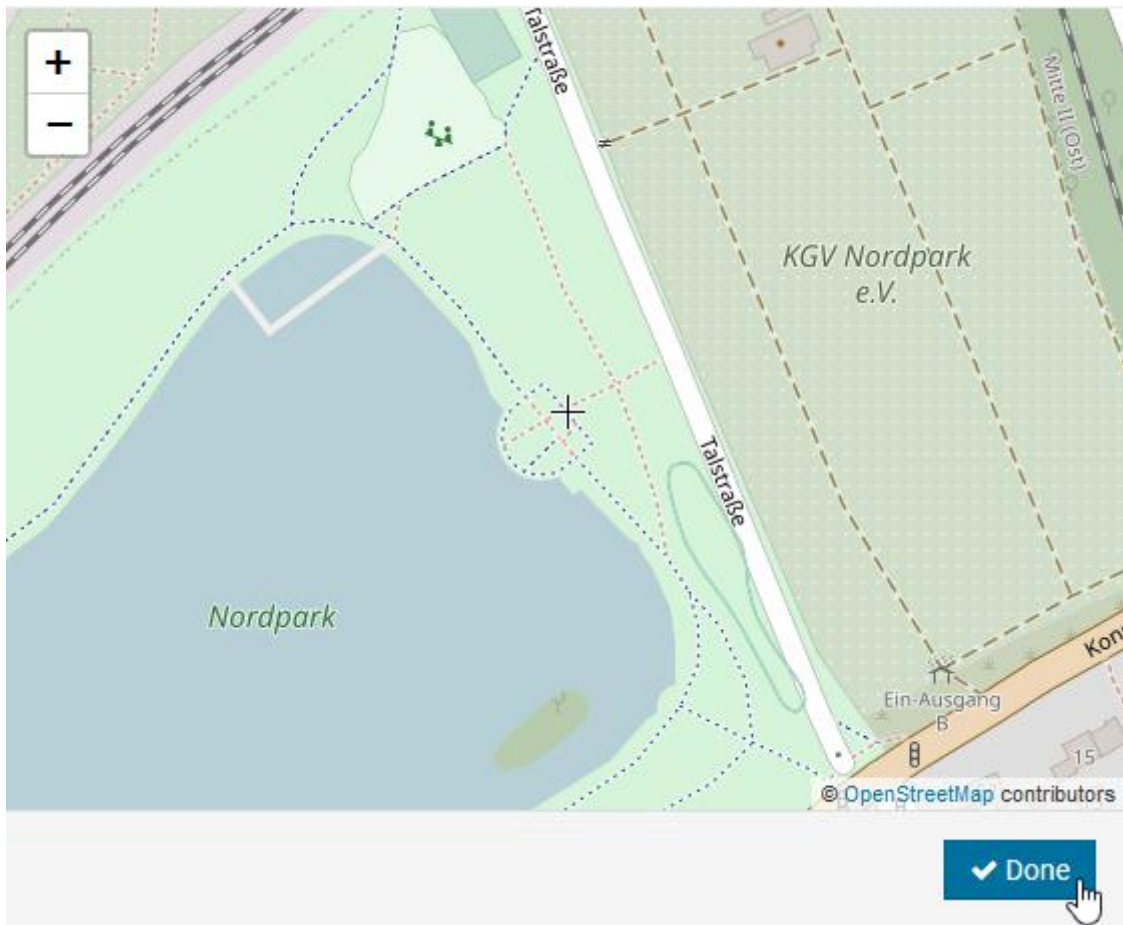 +
−
Talstraße
Mitte II (Ost)
KGV Nordpark
e.V.
Talstraße
Nordpark
Ein-Ausgang
B
15
© OpenStreetMap contributors
✔ Done